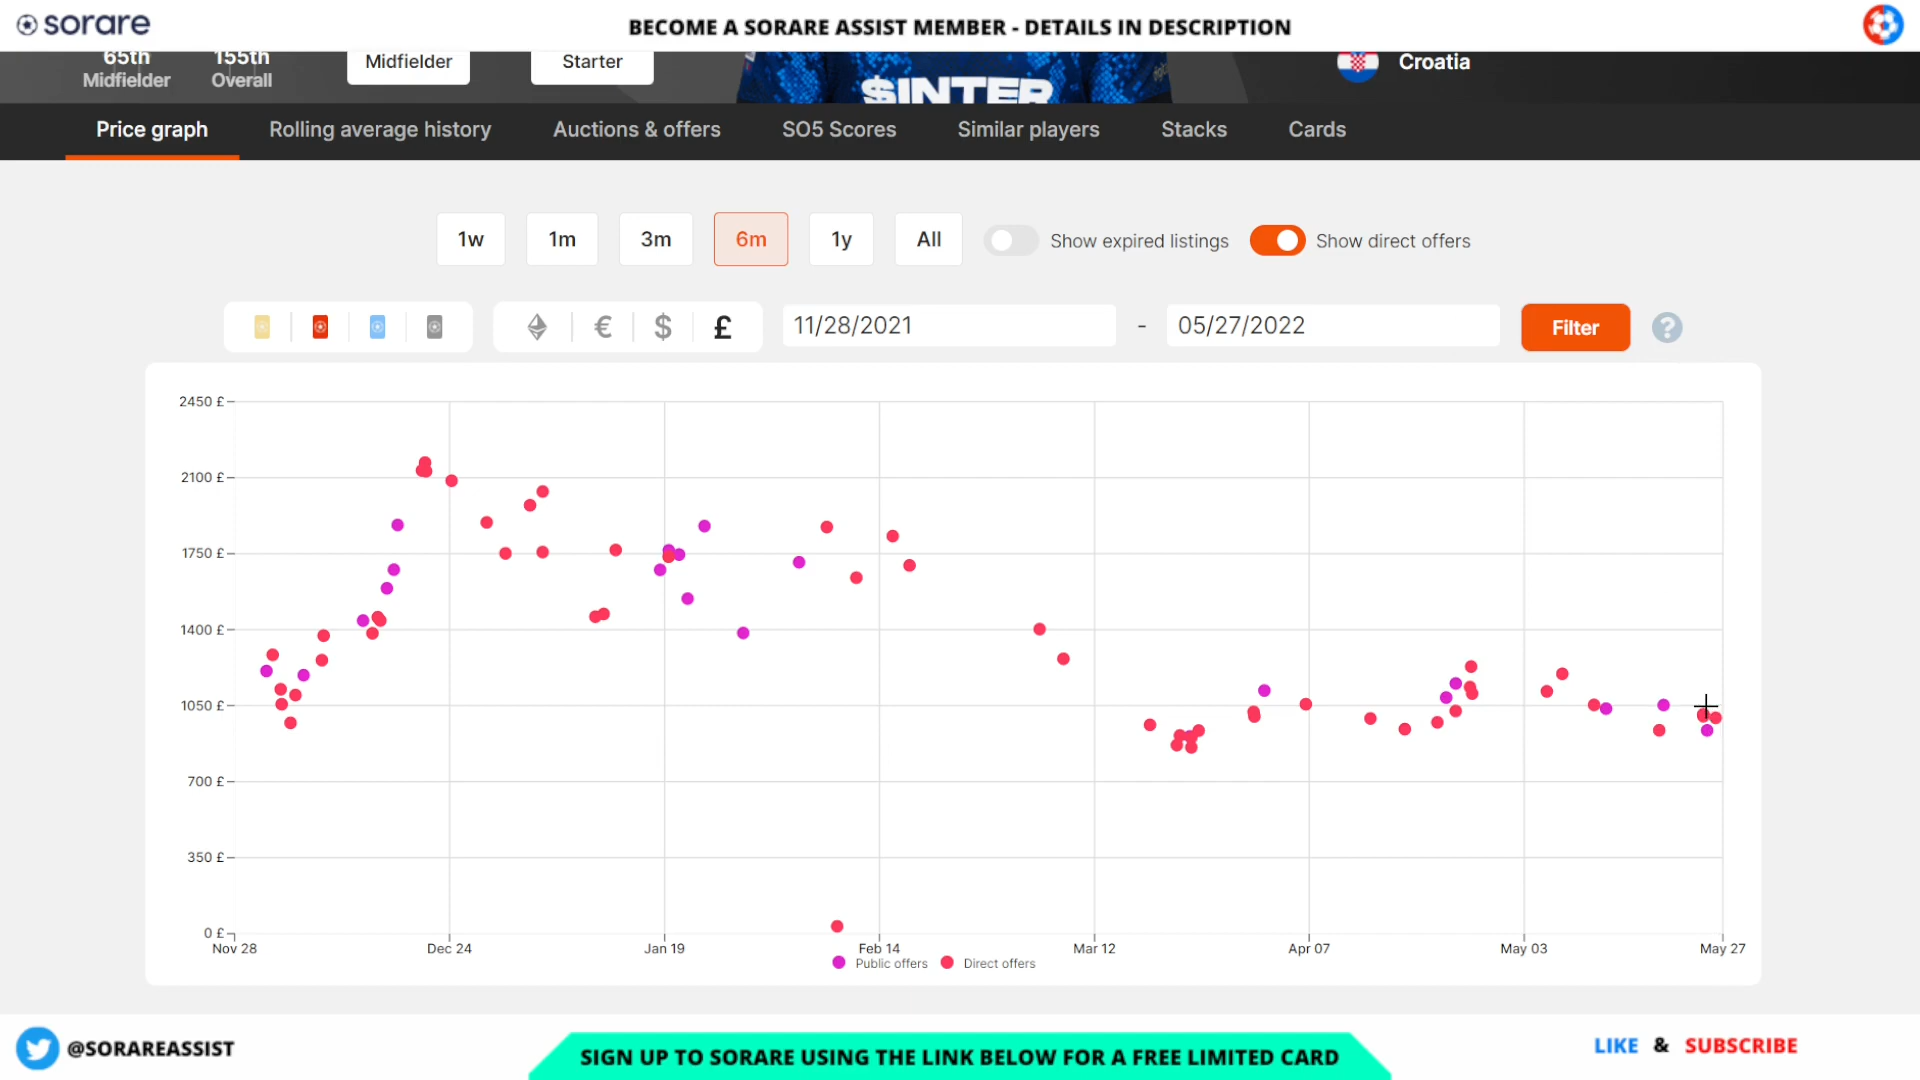 sorare
BECOME A SORARE ASSIST MEMBER - DETAILS IN DESCRIPTION
65th
155th
Midfielder
Overall
Midfielder
Starter
$INTER
Croatia
Price graph
Rolling average history
Auctions & offers
SO5 Scores
Similar players
Stacks
Cards
1w
1m
3m
6m
1y
All
Show expired listings
Show direct offers
€
$
£
11/28/2021
-
05/27/2022
Filter
?
2450 £
2100 £
1750 £
1400 £
1050 £
700 £
350 £
0 £
Nov 28
Dec 24
Jan 19
Feb 14
Mar 12
Apr 07
May 03
May 27
Public offers
Direct offers
@SORAREASSIST
SIGN UP TO SORARE USING THE LINK BELOW FOR A FREE LIMITED CARD
LIKE & SUBSCRIBE